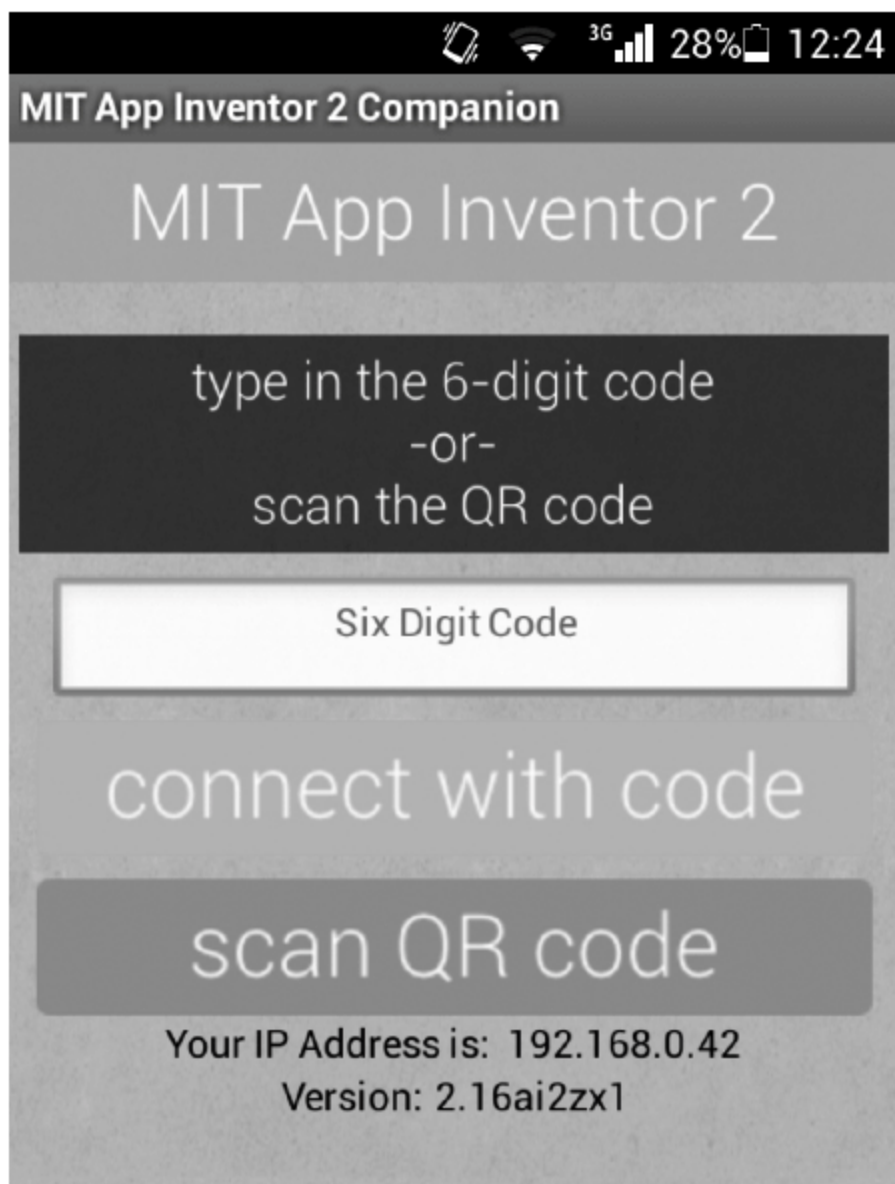 3G 28% 12:24
MIT App Inventor 2 Companion
MIT App Inventor 2
type in the 6-digit code
-or-
scan the QR code
Six Digit Code
connect with code
scan QR code
Your IP Address is: 192.168.0.42
Version: 2.16ai2zx1